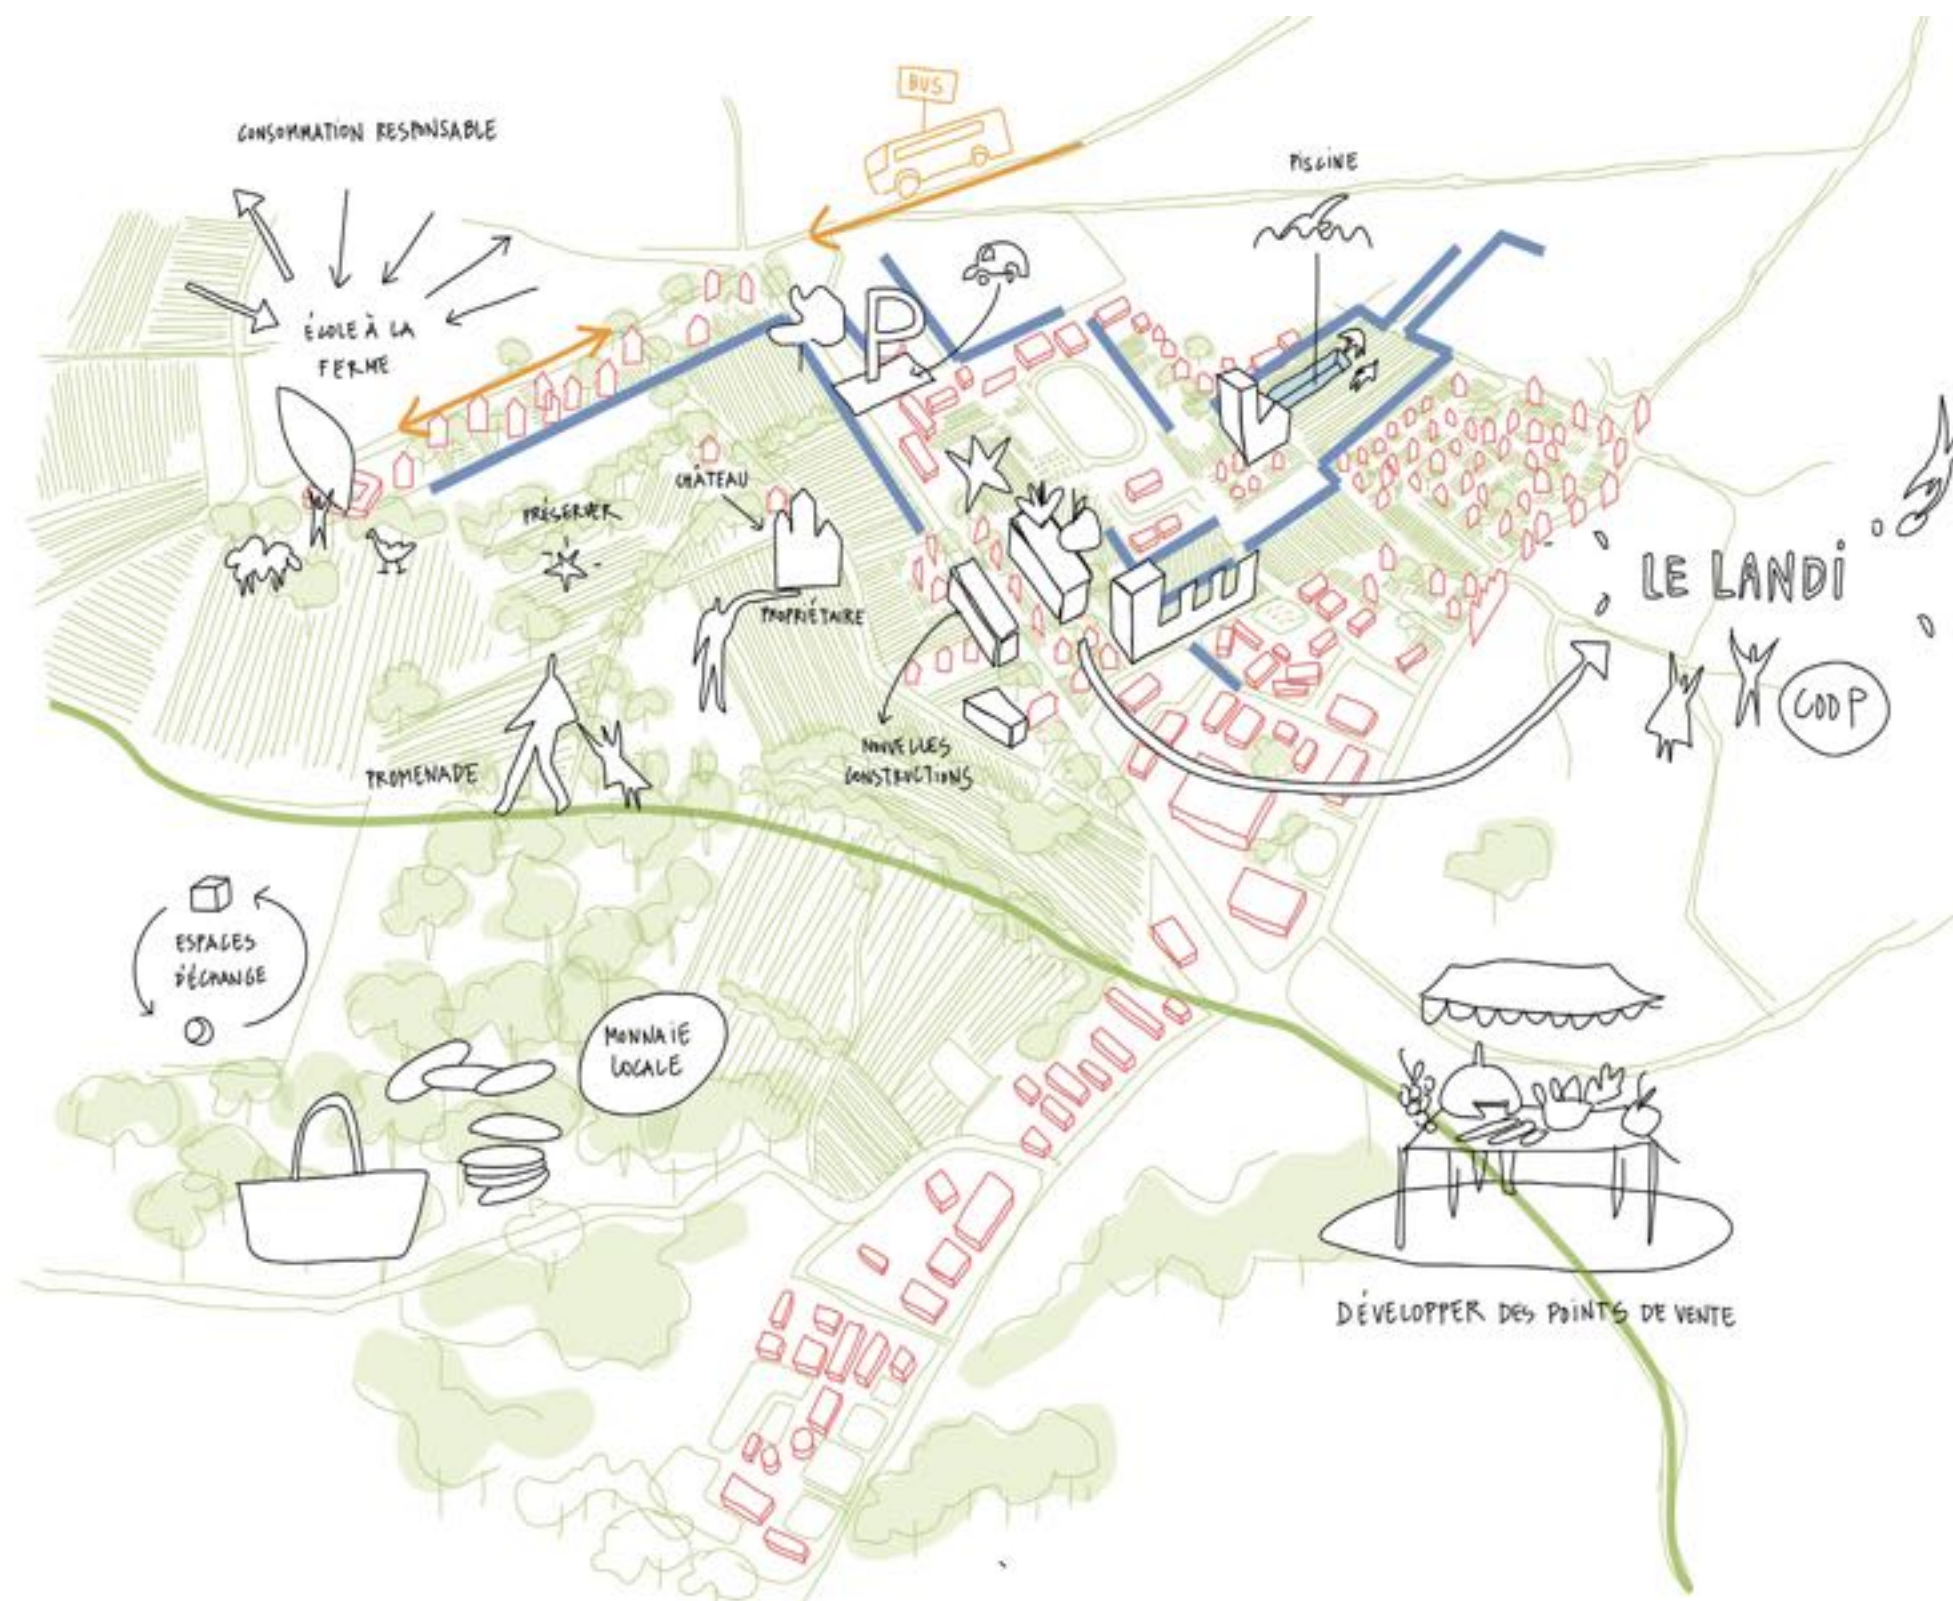 BUS
CONSOMMATION RESPONSABLE
PISCINE
ÉCOLE À LA
FERME
P
CHÂTEAU
PRÉSERVER
PROPRIÉTAIRE
LE LANDI
COOP
NOUVELLES
CONSTRUCTIONS
PROMENADE
ESPACES
D'ÉCHANGE
MONNAIE
LOCALE
DÉVELOPPER DES POINTS DE VENTE